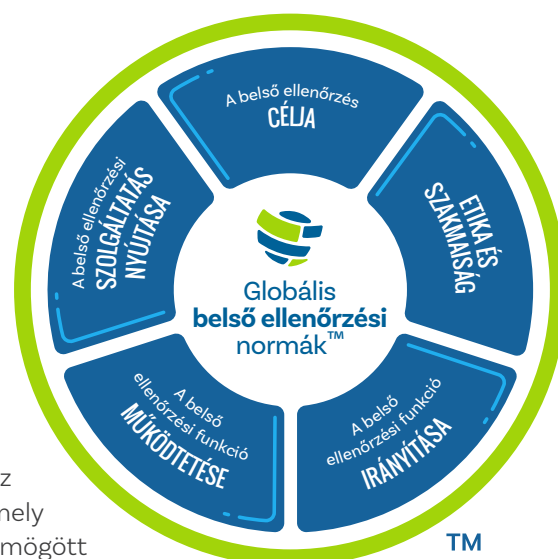 A belső ellenőrzés
CÉLJA
ETIKA ÉS
SZAKMAISÁG
A belső
ellenőrzési funkció
IRÁNYÍTÁSA
A belső
ellenőrzési funkció
MŰKÖDTETÉSE
A belső ellenőrzési
SZOLGÁLTATÁS
NYÚJTÁSA
Globális
belső ellenőrzési
normák™
z
mely
mögött
TM